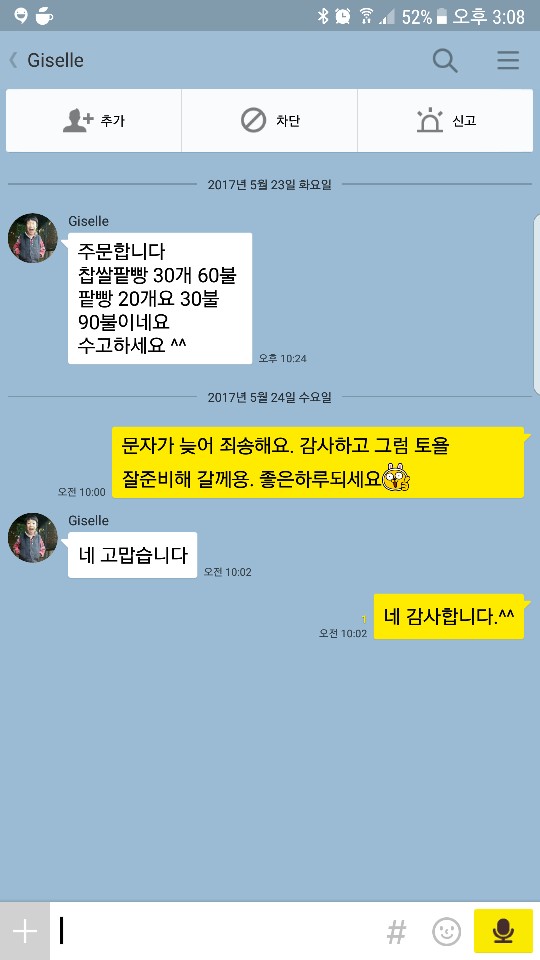 52% 오후 3:08
Giselle
추가 차단 신고
2017년 5월 23일 화요일
Giselle
주문합니다
찹쌀팥빵 30개 60불
팥빵 20개요 30불
90불이네요
수고하세요 ^^
오후 10:24
2017년 5월 24일 수요일
문자가 늦어 죄송해요. 감사하고 그럼 토욜
잘준비해 갈께용. 좋은하루되세요
오전 10:00
Giselle
네 고맙습니다
오전 10:02
1
네 감사합니다.^^
오전 10:02
#